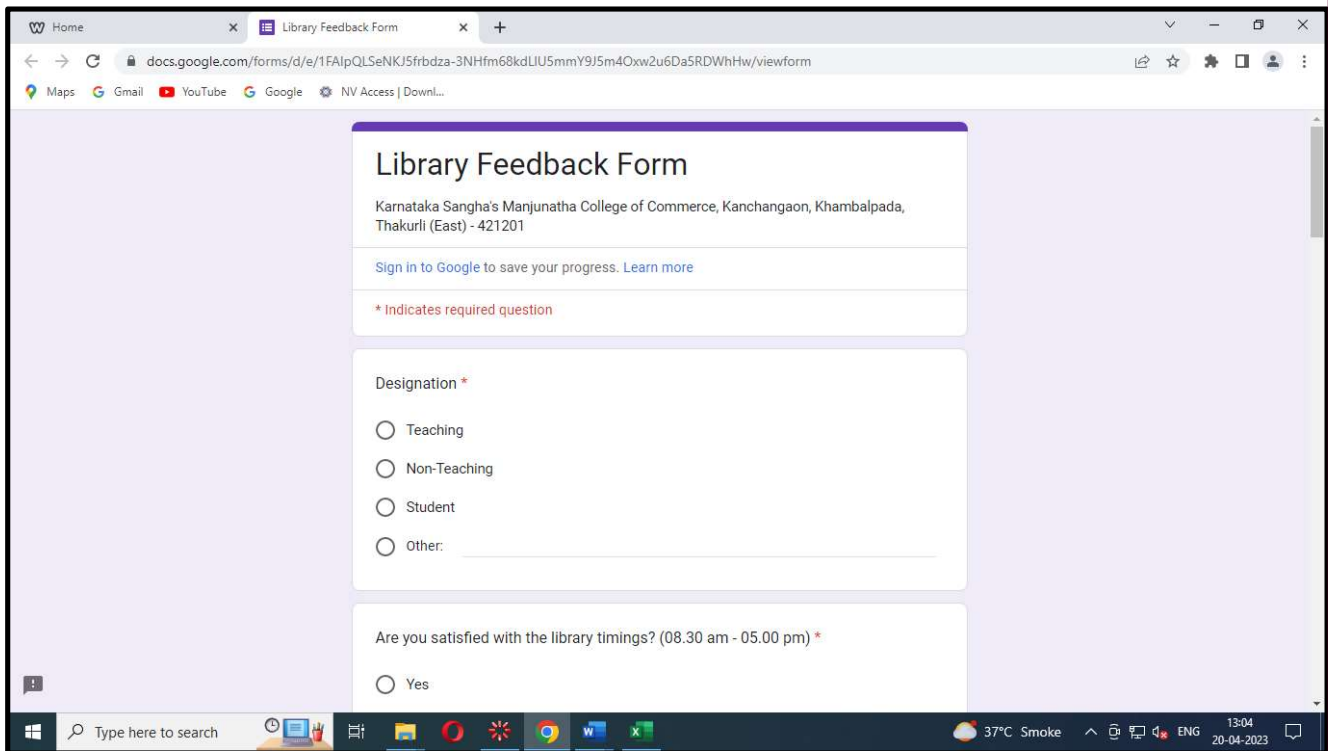 Home
Library Feedback Form
docs.google.com/forms/d/e/1FAIpQLSeNKJ5frbdza-3NHfm68kdLlU5mmY9J5m4Oxw2u6Da5RDWhHw/viewform
Maps Gmail YouTube Google NV Access | Downl...
Library Feedback Form
Karnataka Sangha's Manjunatha College of Commerce, Kanchangaon, Khambalpada,
Thakurli (East) - 421201
Sign in to Google to save your progress. Learn more
* Indicates required question
Designation *
Teaching
Non-Teaching
Student
Other:
Are you satisfied with the library timings? (08.30 am - 05.00 pm) *
Yes
Type here to search
37°C Smoke
ENG
13:04
20-04-2023